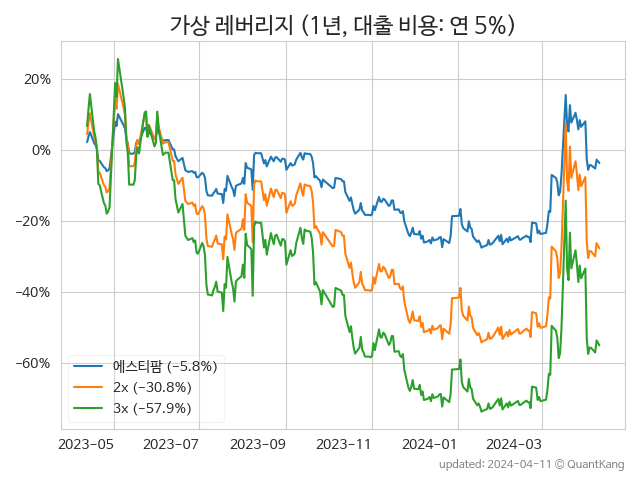 가상 레버리지 (1년, 대출 비용: 연 5%)
20%
0%
−20%
−40%
−60%
에스티팜 (−5.8%)
2x (−30.8%)
3x (−57.9%)
2023−05 2023−07 2023−09 2023−11 2024−01 2024−03
updated: 2024−04−11 © QuantKang